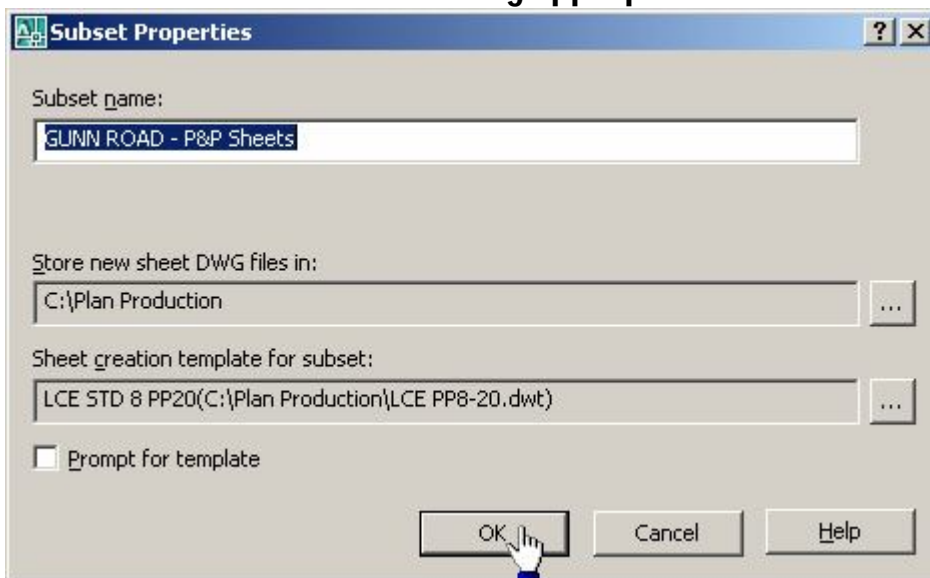 Subset Properties
Subset name:
GUNN ROAD - P&P Sheets
Store new sheet DWG files in:
C:\Plan Production
...
Sheet creation template for subset:
LCE STD 8 PP20(C:\Plan Production\LCE PP8-20.dwt)
...
Prompt for template
OK Cancel Help